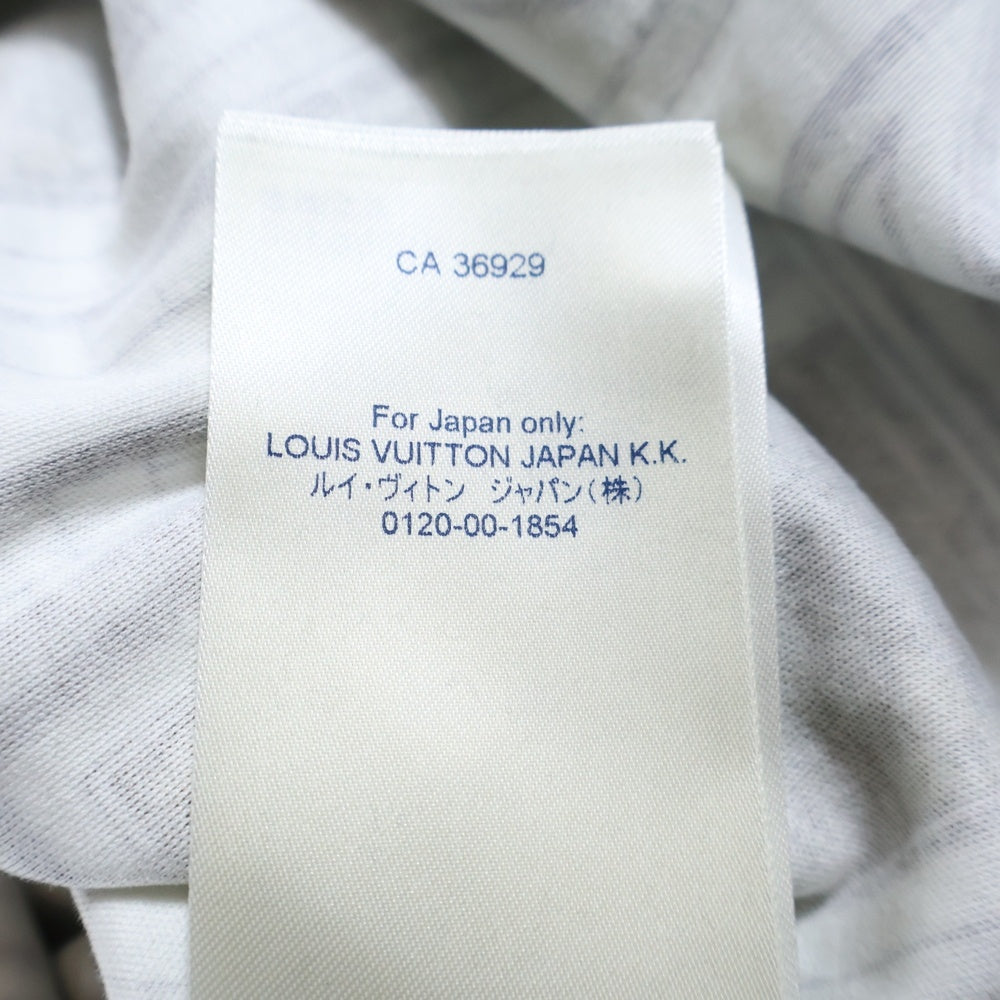 CA 36929
For Japan only:
LOUIS VUITTON JAPAN K.K.
ルイ・ヴィトン　ジャパン(株)
0120-00-1854